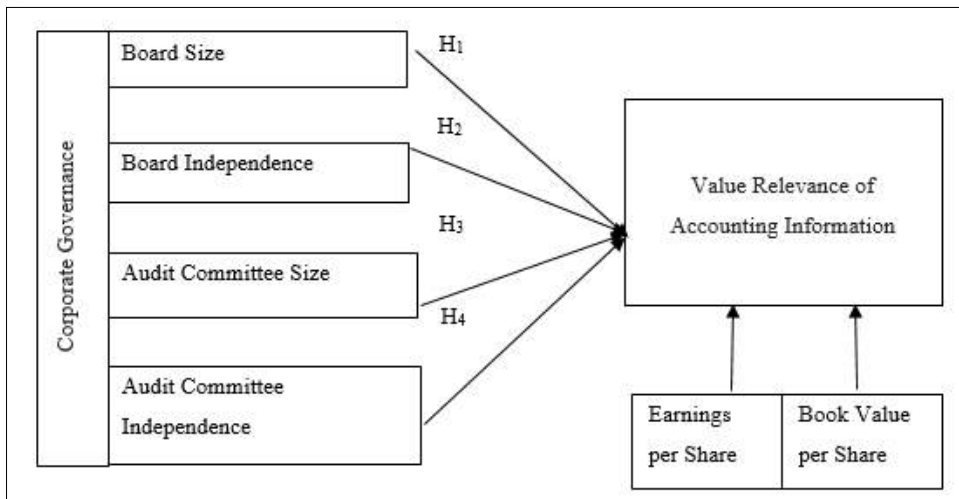 Corporate Governance
Board Size
H₁
Board Independence
H₂
Audit Committee Size
H₃
Audit Committee
Independence
H₄
Value Relevance of
Accounting Information
Earnings
per Share
Book Value
per Share